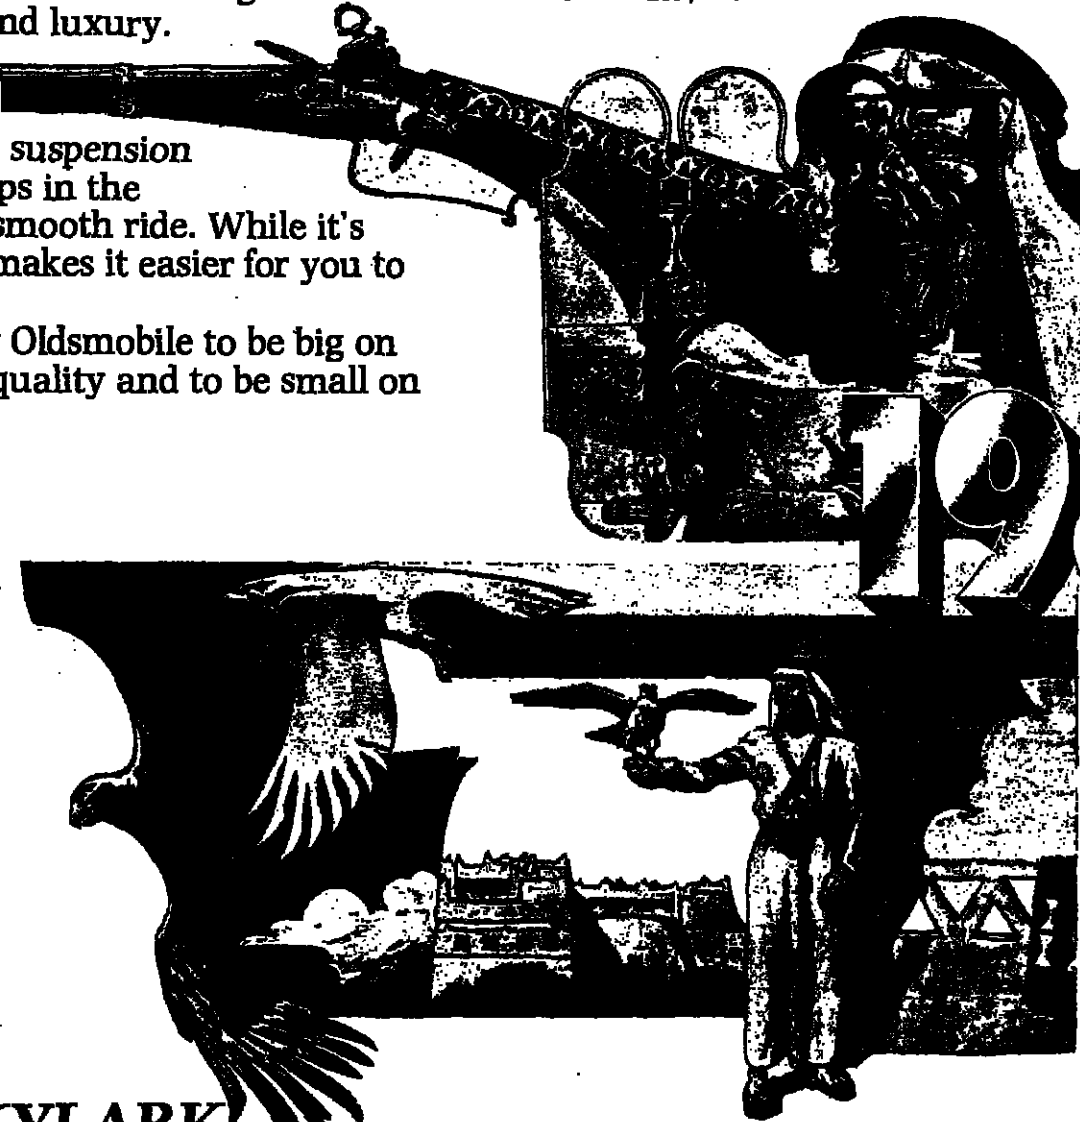 nd luxury.
suspension
ps in the
smooth ride. While it's
makes it easier for you to
Oldsmobile to be big on
quality and to be small on
19
KYLARK